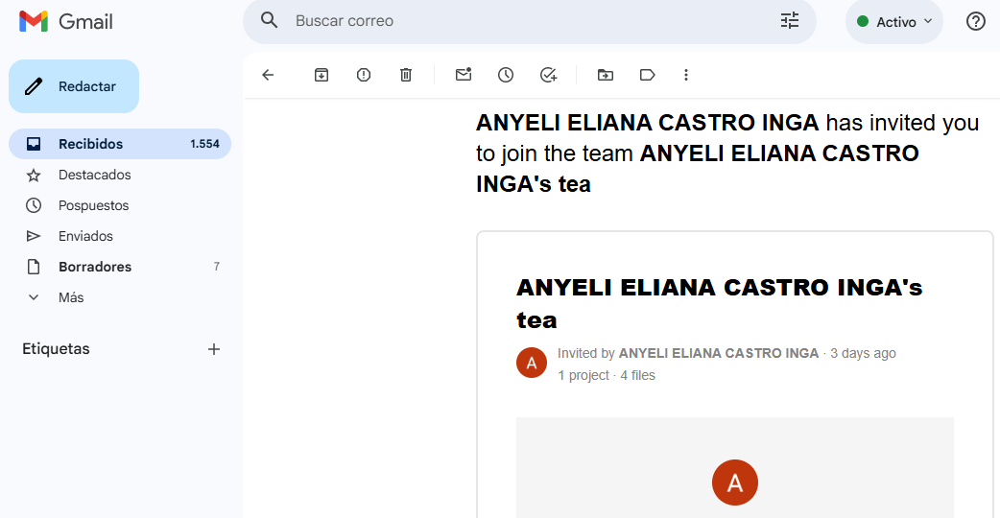 Gmail
Buscar correo
Activo
Redactar
Recibidos 1.554
Destacados
Pospuestos
Enviados
Borradores 7
Más
Etiquetas
ANYELI ELIANA CASTRO INGA has invited you
to join the team ANYELI ELIANA CASTRO
INGA's tea
ANYELI ELIANA CASTRO INGA's
tea
A
Invited by ANYELI ELIANA CASTRO INGA · 3 days ago
1 project · 4 files
A